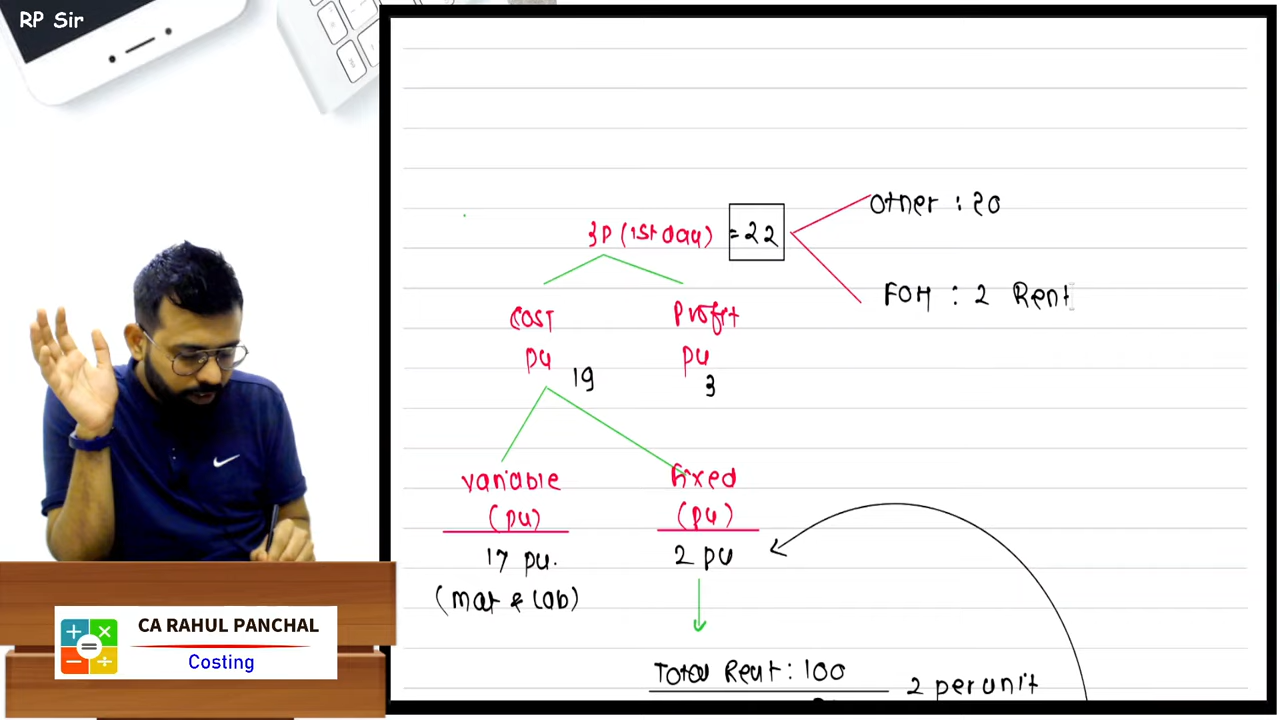 RP Sir
SP (1st day) = 22
Other : 20
FOH : 2 Rent
Cost
pu
19
Profit
pu
3
variable
(pu)
17 pu.
(mat & Lab)
fixed
(pu)
2 pu
Total Rent : 100
2 per unit
CA RAHUL PANCHAL
Costing